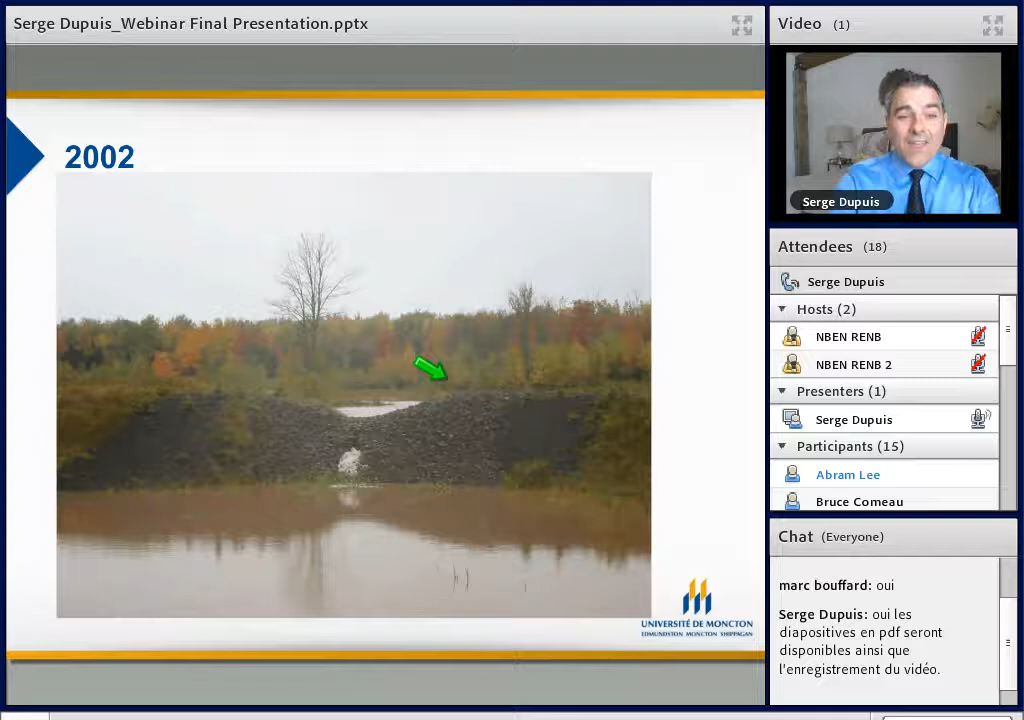 Serge Dupuis_Webinar Final Presentation.pptx
2002
UNIVERSITÉ DE MONCTON
EDMUNDSTON MONCTON SHIPPAGAN
Video (1)
Serge Dupuis
Attendees (18)
Serge Dupuis
Hosts (2)
NBEN RENB
NBEN RENB 2
Presenters (1)
Serge Dupuis
Participants (15)
Abram Lee
Bruce Comeau
Chat (Everyone)
marc bouffard: oui
Serge Dupuis: oui les
diapositives en pdf seront
disponibles ainsi que
l'enregistrement du vidéo.